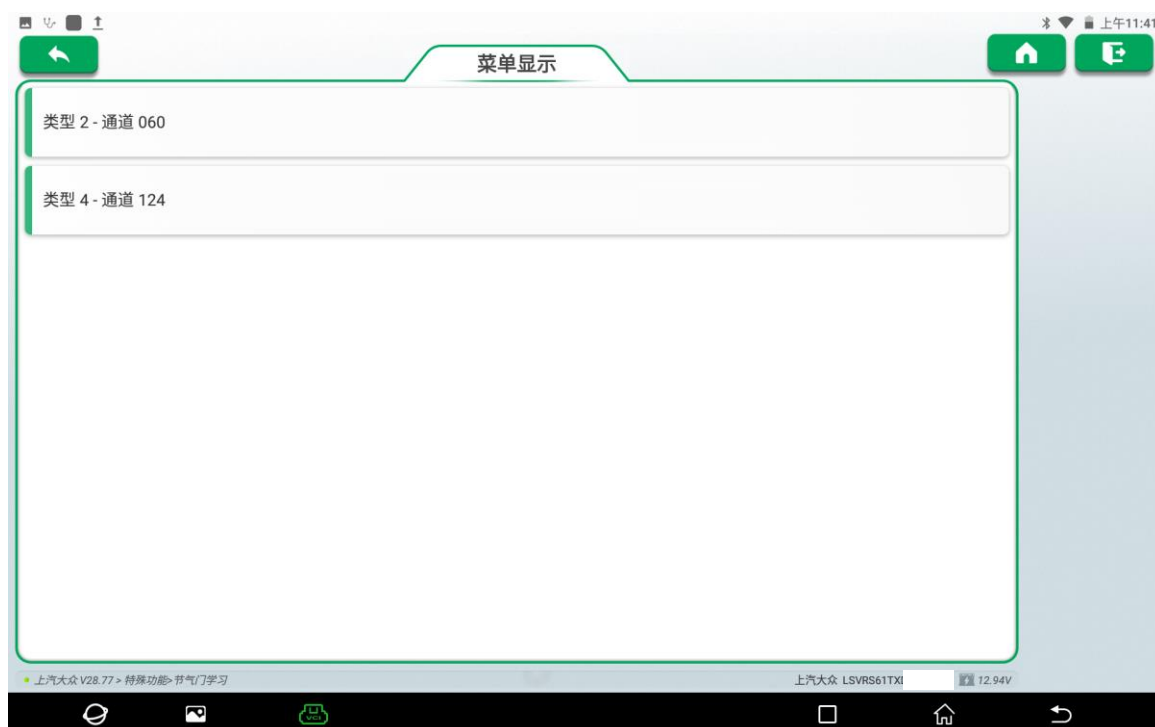 上午11:41
菜单显示
类型 2 - 通道 060
类型 4 - 通道 124
上汽大众 V28.77 > 特殊功能>节气门学习
上汽大众 LSVRS61TX
12.94V
VCI